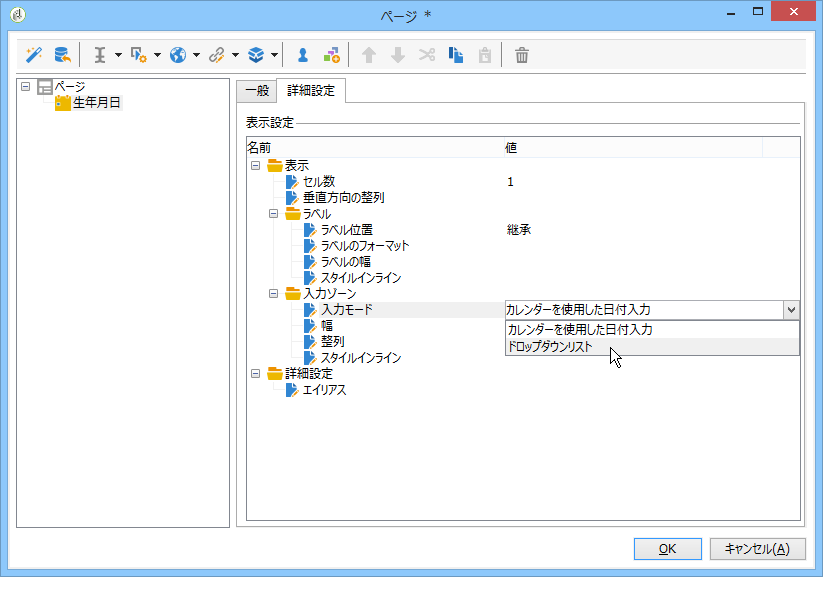 ページ *
ページ
生年月日
一般 詳細設定
表示設定
名前 値
表示
セル数 1
垂直方向の整列
ラベル
ラベル位置 継承
ラベルのフォーマット
ラベルの幅
スタイルインライン
入力ゾーン
入力モード カレンダーを使用した日付入力
カレンダーを使用した日付入力
幅
ドロップダウンリスト
整列
スタイルインライン
詳細設定
エイリアス
OK キャンセル(A)